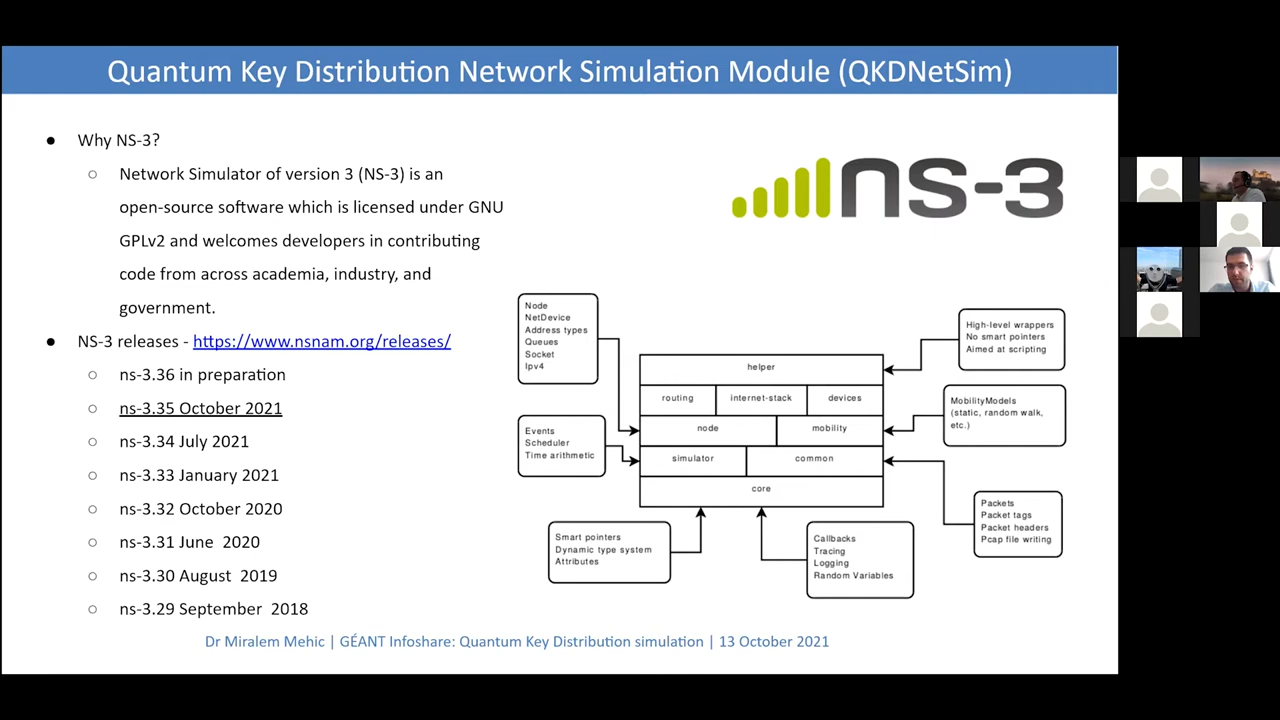 Quantum Key Distribution Network Simulation Module (QKDNetSim)
● Why NS-3?
○ Network Simulator of version 3 (NS-3) is an
open-source software which is licensed under GNU
GPLv2 and welcomes developers in contributing
code from across academia, industry, and
government.
● NS-3 releases - https://www.nsnam.org/releases/
○ ns-3.36 in preparation
○ ns-3.35 October 2021
○ ns-3.34 July 2021
○ ns-3.33 January 2021
○ ns-3.32 October 2020
○ ns-3.31 June  2020
○ ns-3.30 August  2019
○ ns-3.29 September  2018
NS-3
Node
NetDevice
Address types
Queues
Socket
Ipv4
Events
Scheduler
Time arithmetic
helper
routing
internet-stack
devices
node
mobility
simulator
common
core
High-level wrappers
No smart pointers
Aimed at scripting
MobilityModels
(static, random walk,
etc.)
Packets
Packet tags
Packet headers
Pcap file writing
Smart pointers
Dynamic type system
Attributes
Callbacks
Tracing
Logging
Random Variables
Dr Miralem Mehic | GÉANT Infoshare: Quantum Key Distribution simulation | 13 October 2021